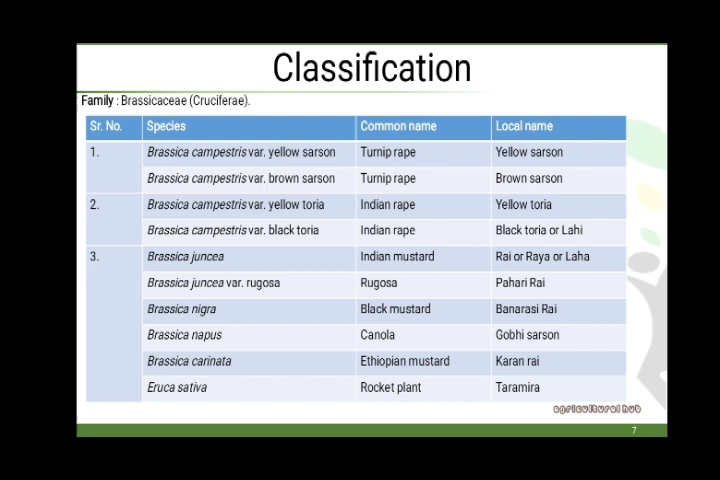 Classification
Family : Brassicaceae (Cruciferae).
Sr. No. Species Common name Local name
1. Brassica campestris var. yellow sarson Turnip rape Yellow sarson
Brassica campestris var. brown sarson Turnip rape Brown sarson
2. Brassica campestris var. yellow toria Indian rape Yellow toria
Brassica campestris var. black toria Indian rape Black toria or Lahi
3. Brassica juncea Indian mustard Rai or Raya or Laha
Brassica juncea var. rugosa Rugosa Pahari Rai
Brassica nigra Black mustard Banarasi Rai
Brassica napus Canola Gobhi sarson
Brassica carinata Ethiopian mustard Karan rai
Eruca sativa Rocket plant Taramira
agricultural hub
7